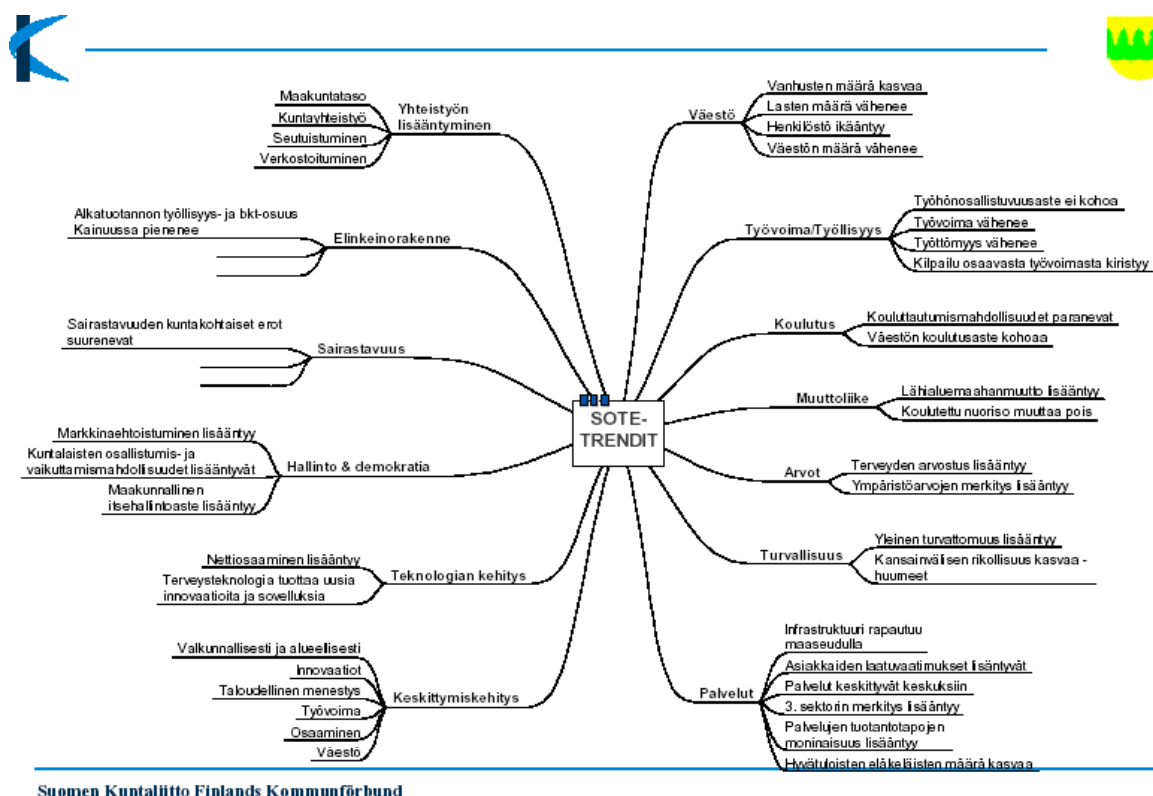 Maakuntataso
Kuntayhteistyö
Seutuistuminen
Verkostoituminen
Yhteistyön
lisääntyminen
Alkatuotannon työllisyys- ja bkt-osuus
Kainuussa pienenee
Elinkeinorakenne
Sairastavuuden kuntakohtaiset erot
suurenevat
Sairastavuus
Markkinaehtoistuminen lisääntyy
Kuntalaisten osallistumis- ja
vaikuttamismahdollisuudet lisääntyvät
Maakunnallinen
itsehallintoaste lisääntyy
Hallinto & demokratia
Nettiosaaminen lisääntyy
Terveysteknologia tuottaa uusia
innovaatioita ja sovelluksia
Teknologian kehitys
Valkunnallisesti ja alueellisesti
Innovaatiot
Taloudellinen menestys
Työvoima
Osaaminen
Väestö
Keskittymiskehitys
SOTE-
TRENDIT
Väestö
Vanhusten määrä kasvaa
Lasten määrä vähenee
Henkilöstö ikääntyy
Väestön määrä vähenee
Työvoima/Työllisyys
Työhönosallistuvuusaste ei kohoa
Työvoima vähenee
Työttömyys vähenee
Kilpailu osaavasta työvoimasta kiristyy
Koulutus
Kouluttautumismahdollisuudet paranevat
Väestön koulutusaste kohoaa
Muuttoliike
Lähialuemaahanmuutto lisääntyy
Koulutettu nuoriso muuttaa pois
Arvot
Terveyden arvostus lisääntyy
Ympäristöarvojen merkitys lisääntyy
Turvallisuus
Yleinen turvattomuus lisääntyy
Kansainvälisen rikollisuus kasvaa -
huumeet
Palvelut
Infrastruktuuri rapautuu
maaseudulla
Asiakkaiden laatuvaatimukset lisäntyvät
Palvelut keskittyvät keskuksiin
3. sektorin merkitys lisääntyy
Palvelujen tuotantotapojen
moninaisuus lisääntyy
Hyvätuloisten eläkeläisten määrä kasvaa
Suomen Kuntaliitto Finlands Kommunförbund